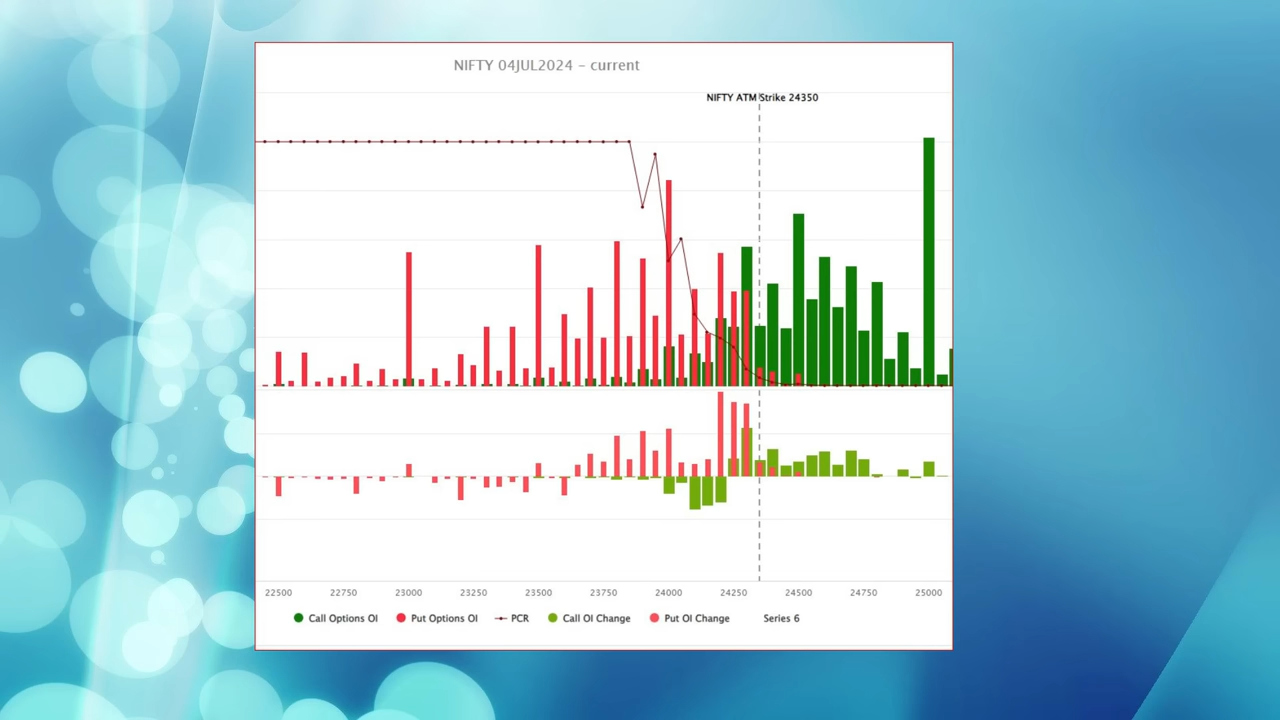 NIFTY 04JUL2024 – current
NIFTY ATM Strike 24350
22500 22750 23000 23250 23500 23750 24000 24250 24500 24750 25000
Call Options OI Put Options OI PCR Call OI Change Put OI Change Series 6